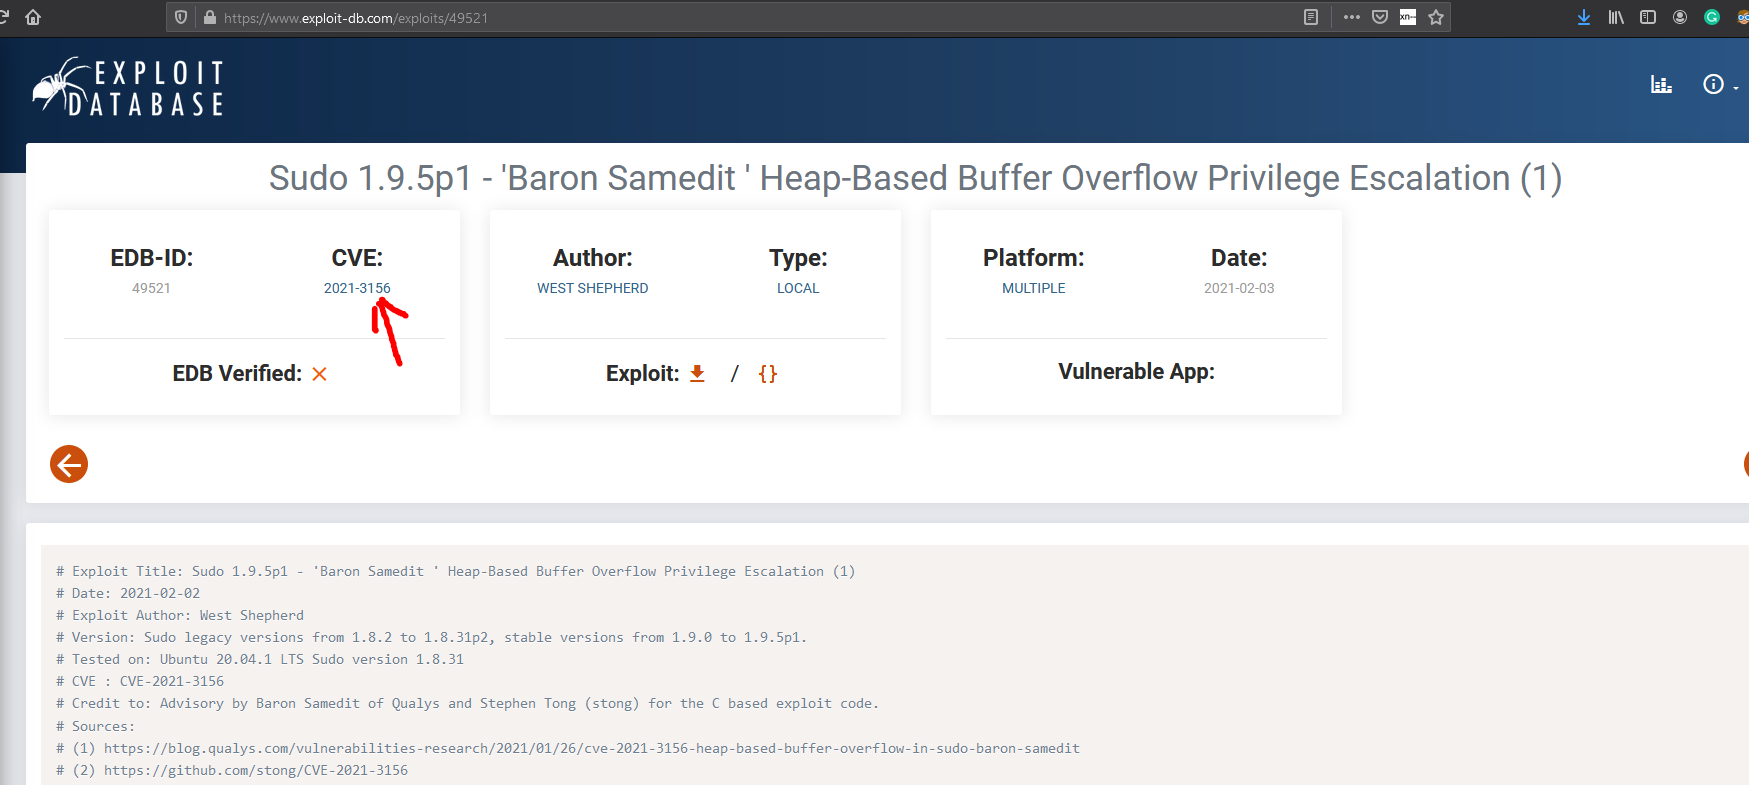 https://www.exploit-db.com/exploits/49521
EXPLOIT
DATABASE
Sudo 1.9.5p1 - 'Baron Samedit ' Heap-Based Buffer Overflow Privilege Escalation (1)
EDB-ID:
49521
CVE:
2021-3156
EDB Verified:
Author:
WEST SHEPHERD
Type:
LOCAL
Exploit: / {}
Platform:
MULTIPLE
Date:
2021-02-03
Vulnerable App:
# Exploit Title: Sudo 1.9.5p1 - 'Baron Samedit ' Heap-Based Buffer Overflow Privilege Escalation (1)
# Date: 2021-02-02
# Exploit Author: West Shepherd
# Version: Sudo legacy versions from 1.8.2 to 1.8.31p2, stable versions from 1.9.0 to 1.9.5p1.
# Tested on: Ubuntu 20.04.1 LTS Sudo version 1.8.31
# CVE : CVE-2021-3156
# Credit to: Advisory by Baron Samedit of Qualys and Stephen Tong (stong) for the C based exploit code.
# Sources:
# (1) https://blog.qualys.com/vulnerabilities-research/2021/01/26/cve-2021-3156-heap-based-buffer-overflow-in-sudo-baron-samedit
# (2) https://github.com/stong/CVE-2021-3156